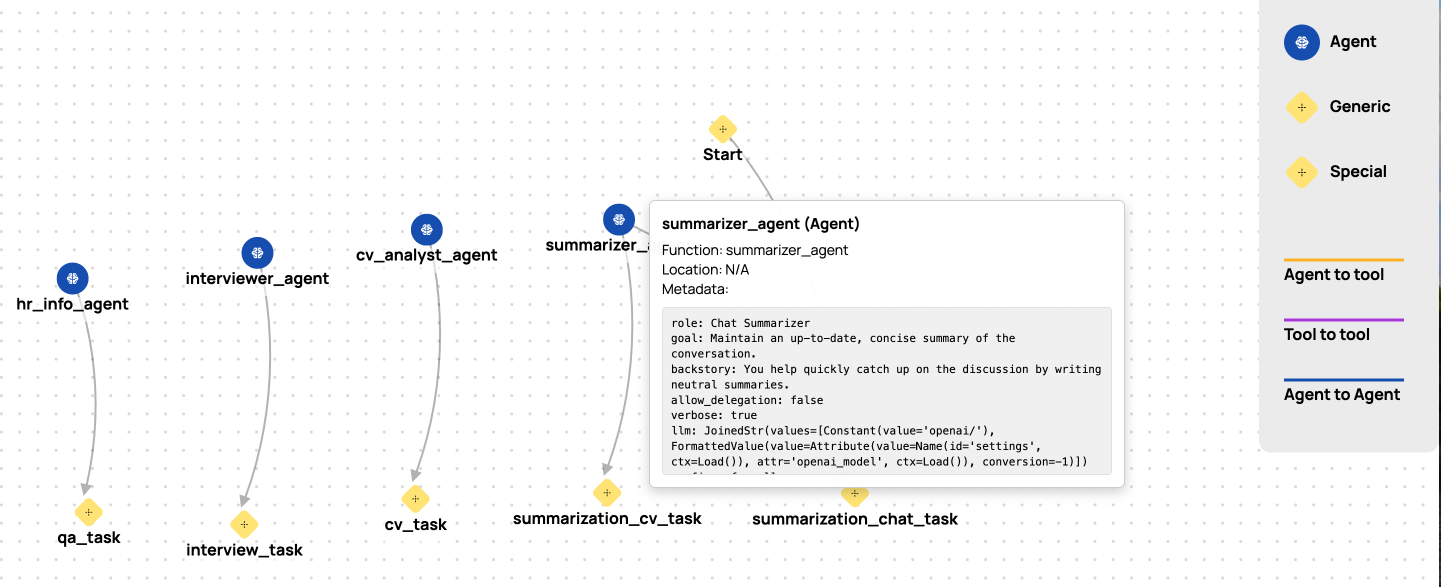 Agent
Generic
Special
Agent to tool
Tool to tool
Agent to Agent
Start
hr_info_agent
interviewer_agent
cv_analyst_agent
summarizer_a
summarizer_agent (Agent)
Function: summarizer_agent
Location: N/A
Metadata:
role: Chat Summarizer
goal: Maintain an up-to-date, concise summary of the
conversation.
backstory: You help quickly catch up on the discussion by writing
neutral summaries.
allow_delegation: false
verbose: true
llm: JoinedStr(values=[Constant(value='openai/'),
FormattedValue(value=Attribute(value=Name(id='settings',
ctx=Load()), attr='openai_model', ctx=Load()), conversion=-1)])
qa_task
interview_task
cv_task
summarization_cv_task
summarization_chat_task